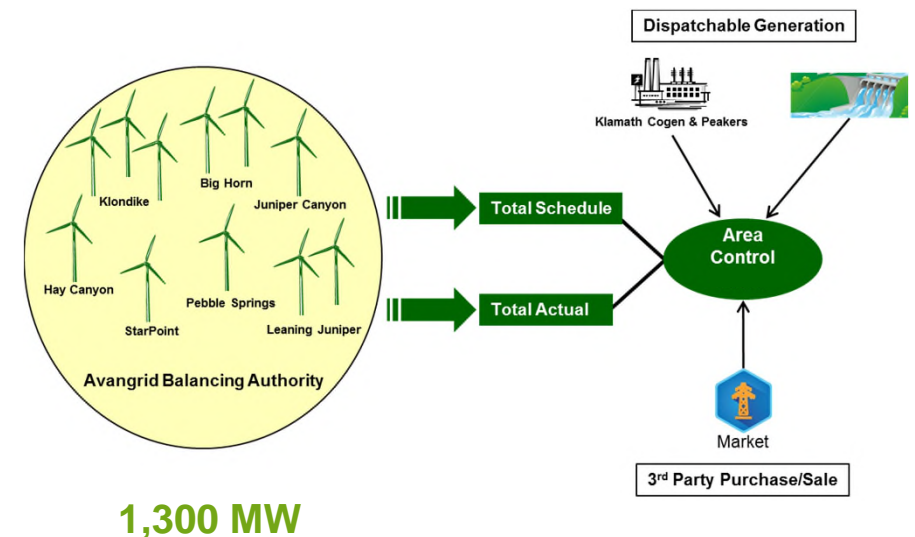 Dispatchable Generation
Klamath Cogen & Peakers
Klondike
Big Horn
Juniper Canyon
Hay Canyon
StarPoint
Pebble Springs
Leaning Juniper
Avangrid Balancing Authority
1,300 MW
Total Schedule
Total Actual
Area
Control
Market
3rd Party Purchase/Sale